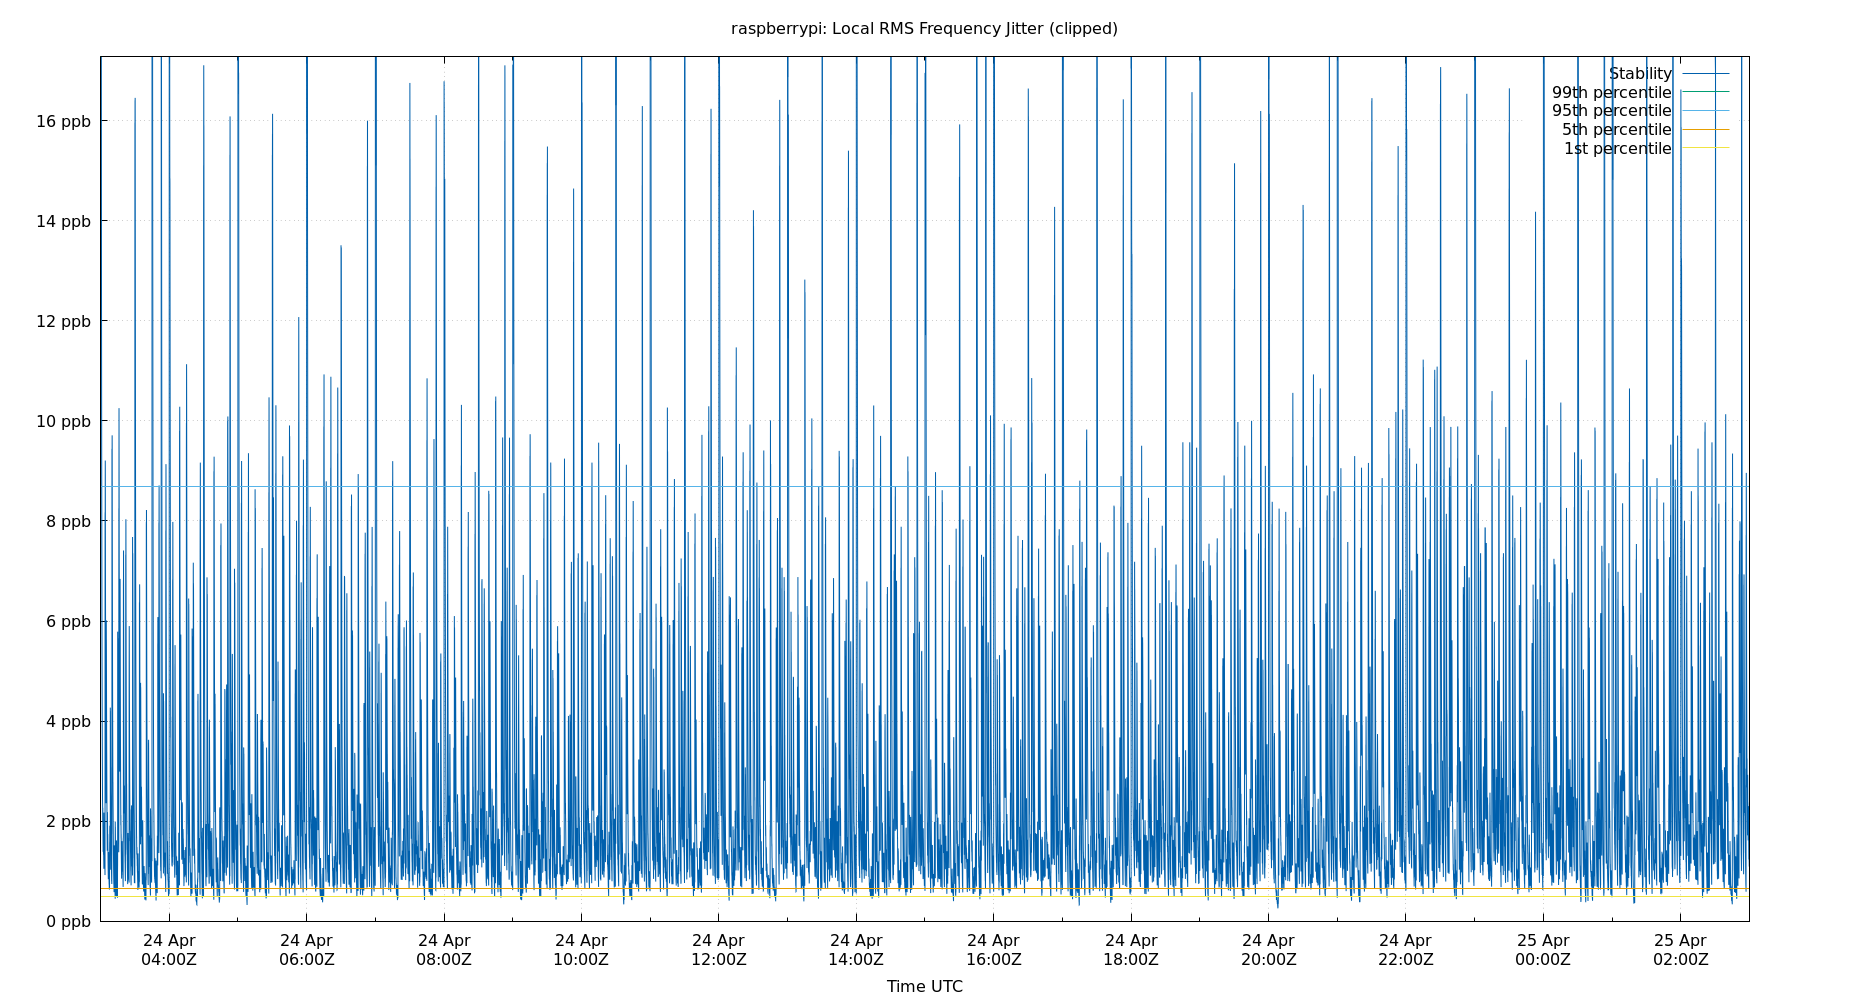 raspberrypi: Local RMS Frequency Jitter (clipped)
Stability
99th percentile
95th percentile
5th percentile
1st percentile
16 ppb
14 ppb
12 ppb
10 ppb
8 ppb
6 ppb
4 ppb
2 ppb
0 ppb
24 Apr 24 Apr 24 Apr 24 Apr 24 Apr 24 Apr 24 Apr 24 Apr 24 Apr 24 Apr 25 Apr 25 Apr
04:00Z 06:00Z 08:00Z 10:00Z 12:00Z 14:00Z 16:00Z 18:00Z 20:00Z 22:00Z 00:00Z 02:00Z
Time UTC